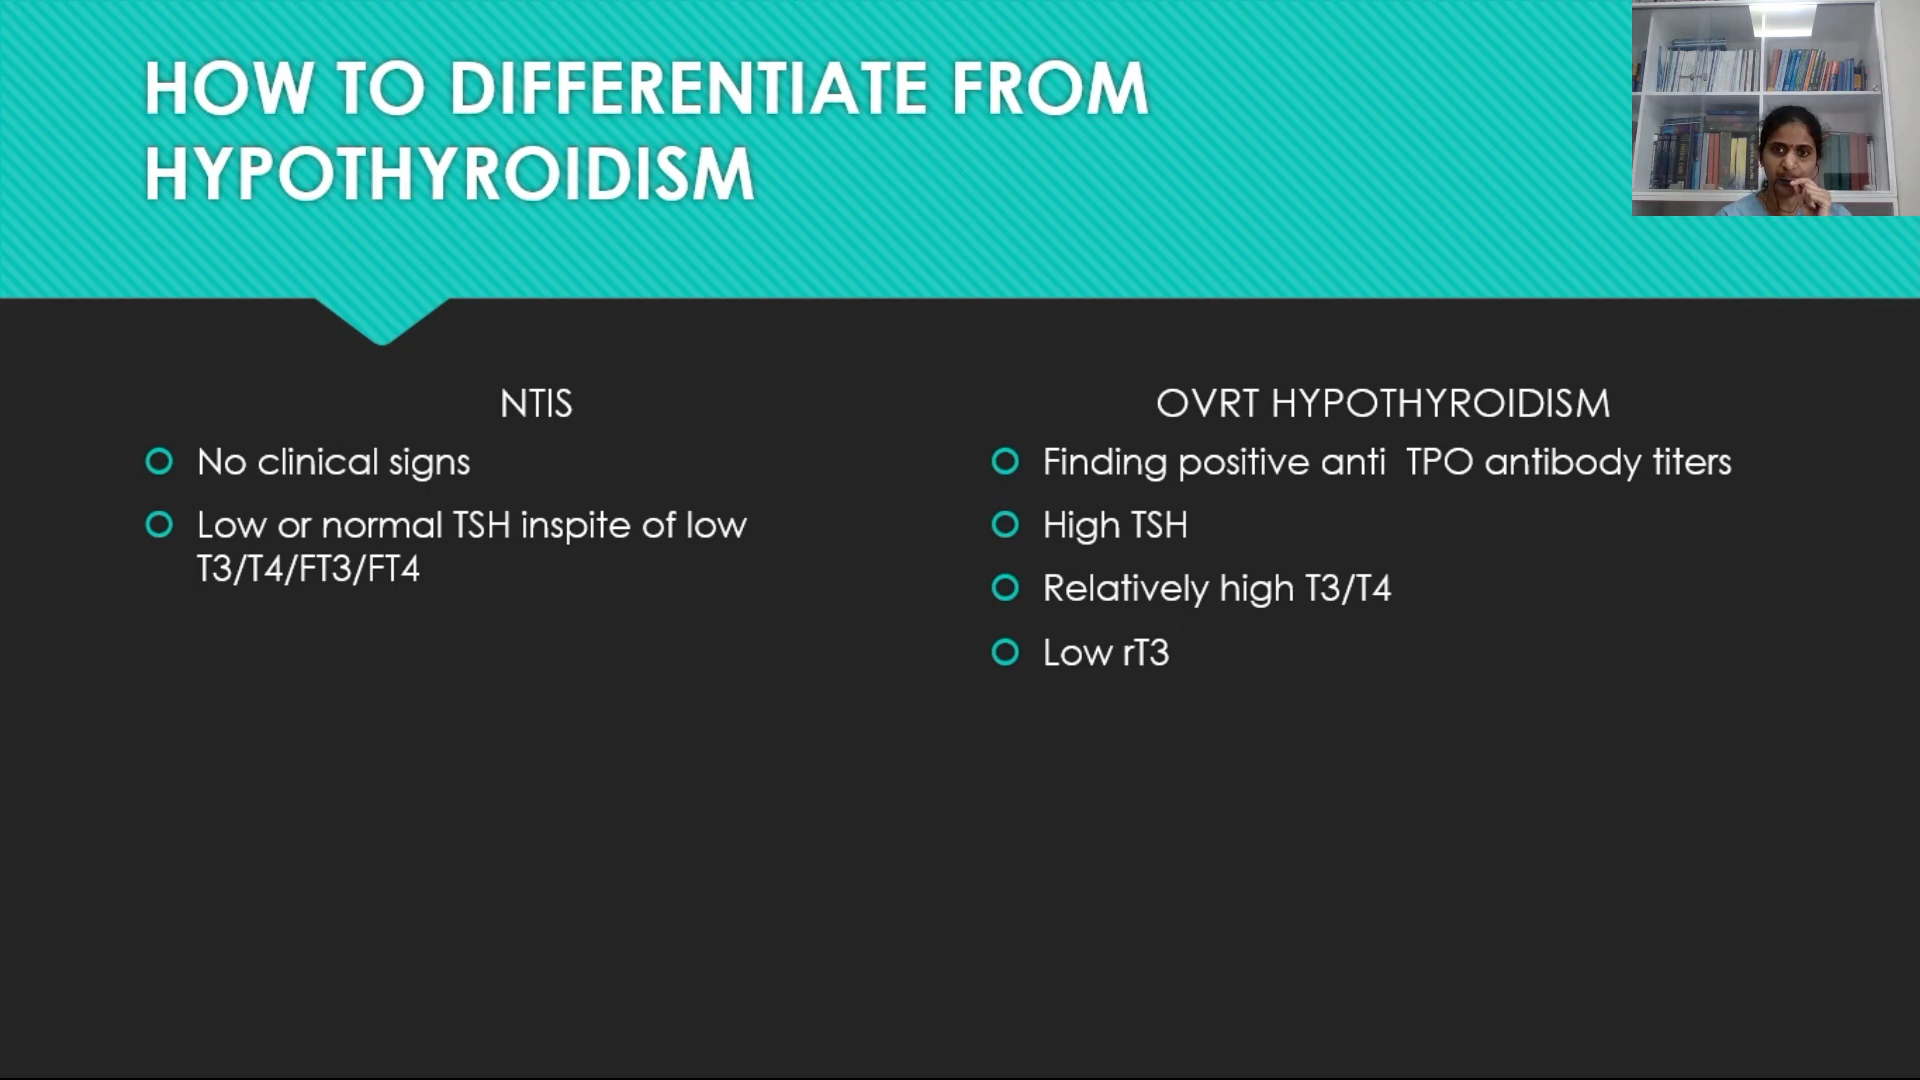 HOW TO DIFFERENTIATE FROM
HYPOTHYROIDISM
NTIS
No clinical signs
Low or normal TSH inspite of low
T3/T4/FT3/FT4
OVRT HYPOTHYROIDISM
Finding positive anti  TPO antibody titers
High TSH
Relatively high T3/T4
Low rT3